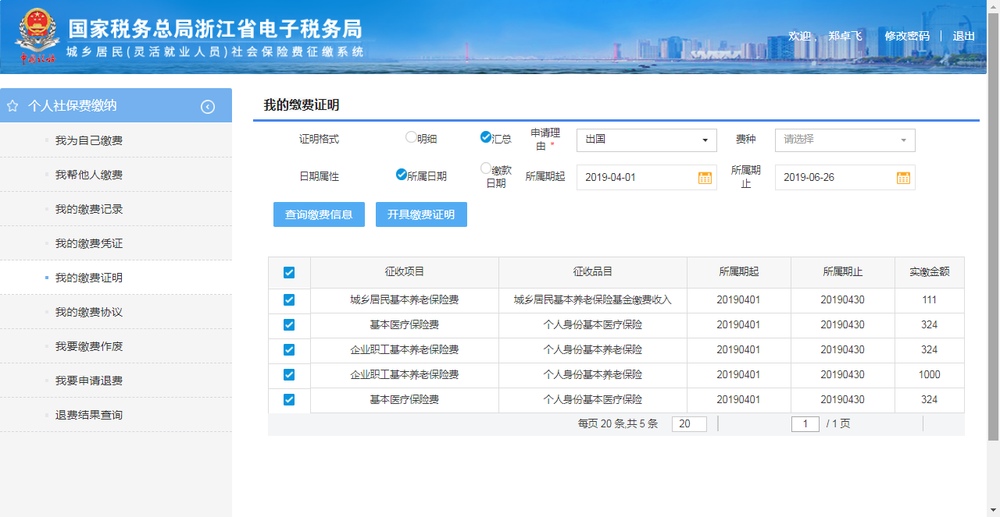 国家税务总局浙江省电子税务局
城乡居民(灵活就业人员)社会保险费征缴系统
欢迎， 郑卓飞 修改密码 | 退出
个人社保费缴纳
我为自己缴费
我帮他人缴费
我的缴费记录
我的缴费凭证
我的缴费证明
我的缴费协议
我要缴费作废
我要申请退费
退费结果查询
我的缴费证明
证明格式 明细 汇总 申请理由 * 出国 费种 请选择
日期属性 所属日期 缴款日期 所属期起 2019-04-01 所属期止 2019-06-26
查询缴费信息 开具缴费证明
征收项目 征收品目 所属期起 所属期止 实缴金额
城乡居民基本养老保险费 城乡居民基本养老保险基金缴费收入 20190401 20190430 111
基本医疗保险费 个人身份基本医疗保险 20190401 20190430 324
企业职工基本养老保险费 个人身份基本医疗保险 20190401 20190430 324
企业职工基本养老保险费 个人身份基本养老保险 20190401 20190430 1000
基本医疗保险费 个人身份基本医疗保险 20190401 20190430 324
每页 20 条,共 5 条 20 1 / 1 页